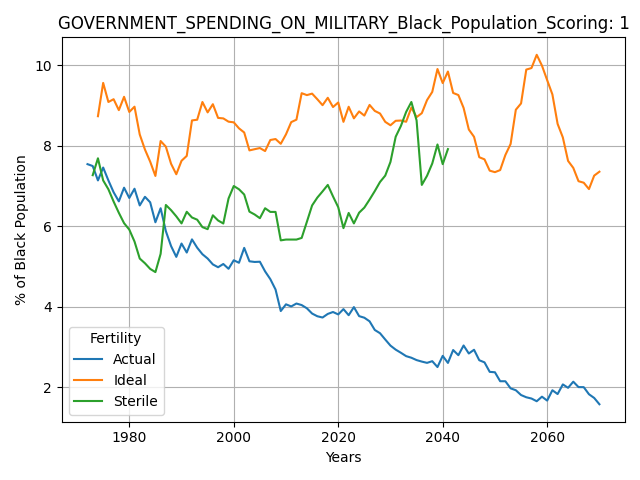 GOVERNMENT_SPENDING_ON_MILITARY_Black_Population_Scoring: 1
% of Black Population
10
8
6
4
2
Fertility
Actual
Ideal
Sterile
1980 2000 2020 2040 2060
Years